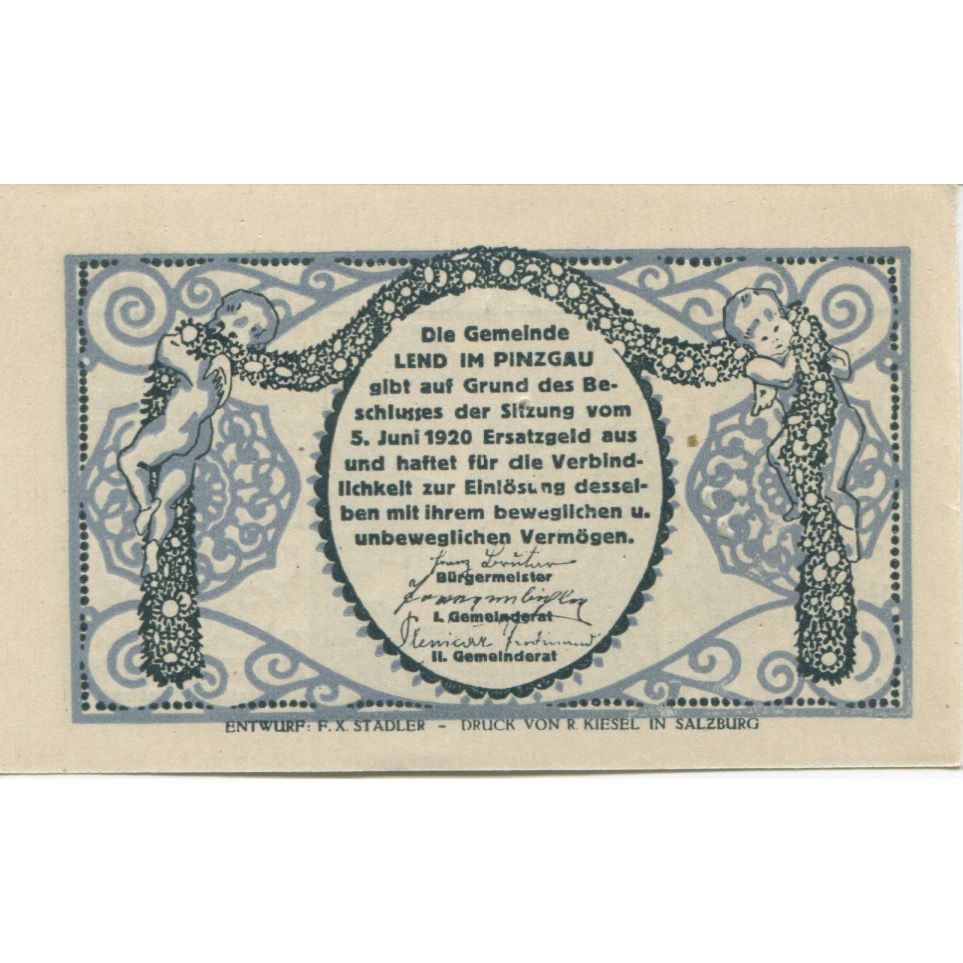 Die Gemeinde
LEND IM PINZGAU
gibt auf Grund des Be-
schlusses der Sitzung vom
5. Juni 1920 Ersatzgeld aus
und haftet für die Verbind-
lichkeit zur Einlösung dessel-
ben mit ihrem beweglichen u.
unbeweglichen Vermögen.
Franz
Bürgermeister
I. Gemeinderat
Ferdinand
II. Gemeinderat
ENTWURF: F. X. STADLER - DRUCK VON R. KIESEL IN SALZBURG